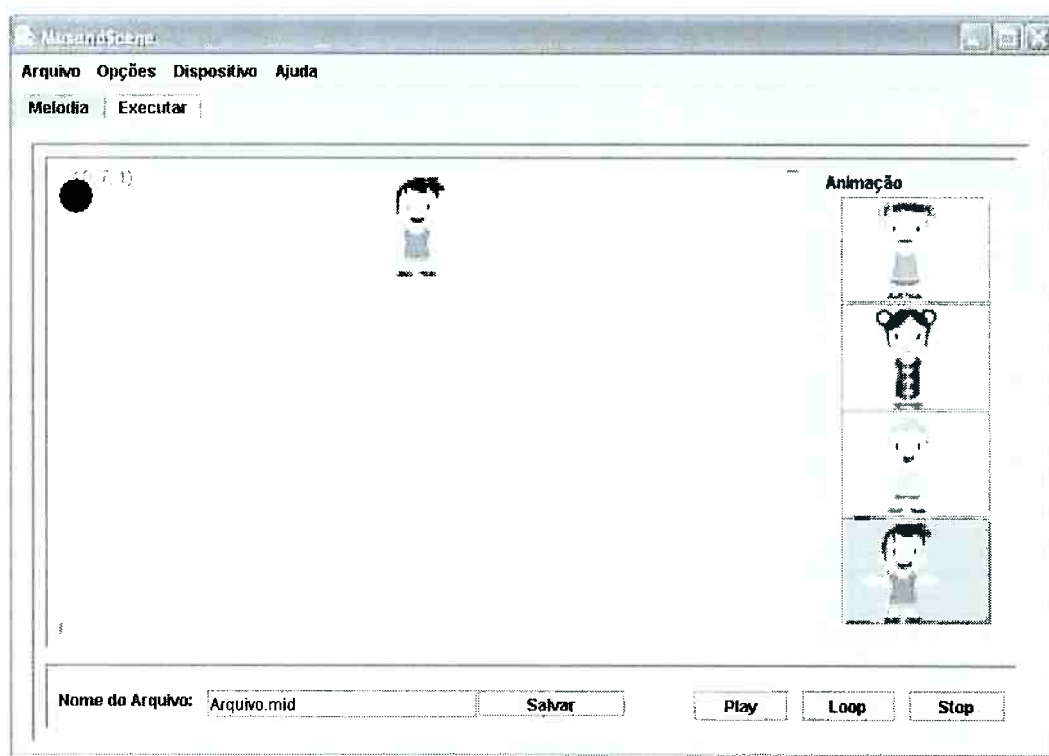 MusandScene
Arquivo Opções Dispositivo Ajuda
Melodia Executar
Animação
Nome do Arquivo: Arquivo.mid Salvar Play Loop Stop